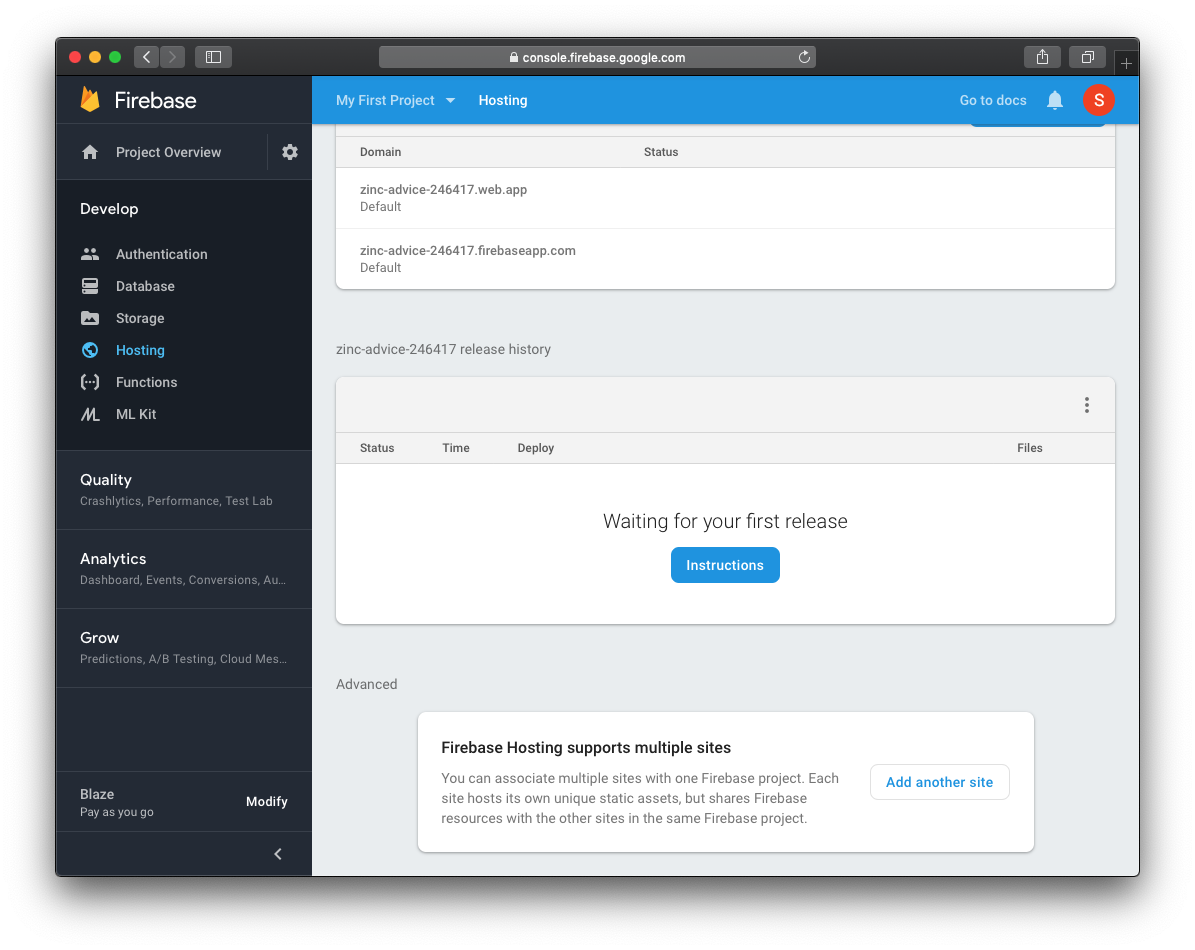 console.firebase.google.com
Firebase
My First Project
Hosting
Go to docs
S
Project Overview
Develop
Authentication
Database
Storage
Hosting
Functions
ML Kit
Quality
Crashlytics, Performance, Test Lab
Analytics
Dashboard, Events, Conversions, Au...
Grow
Predictions, A/B Testing, Cloud Mes...
Blaze
Pay as you go
Modify
Domain
Status
zinc-advice-246417.web.app
Default
zinc-advice-246417.firebaseapp.com
Default
zinc-advice-246417 release history
Status
Time
Deploy
Files
Waiting for your first release
Instructions
Advanced
Firebase Hosting supports multiple sites
You can associate multiple sites with one Firebase project. Each
site hosts its own unique static assets, but shares Firebase
resources with the other sites in the same Firebase project.
Add another site